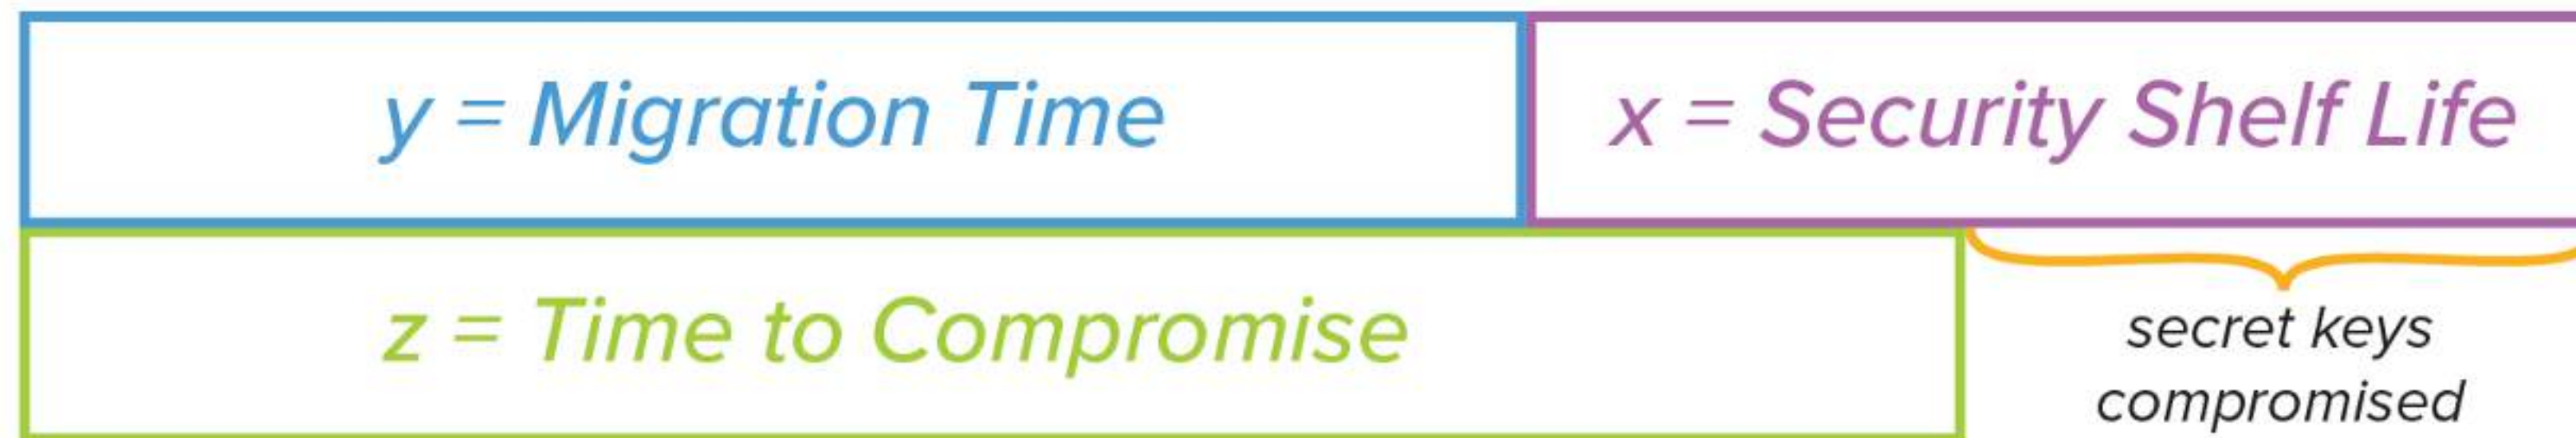 y = Migration Time
x = Security Shelf Life
z = Time to Compromise
secret keys
compromised